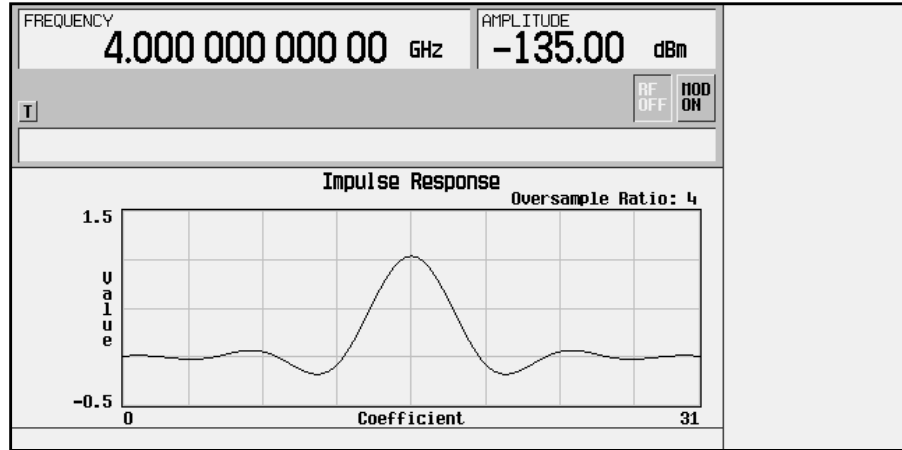 FREQUENCY
4.000 000 000 00 GHz
AMPLITUDE
-135.00 dBm
RF
OFF
MOD
ON
T
Impulse Response
Oversample Ratio: 4
1.5
Value
-0.5
0
Coefficient
31